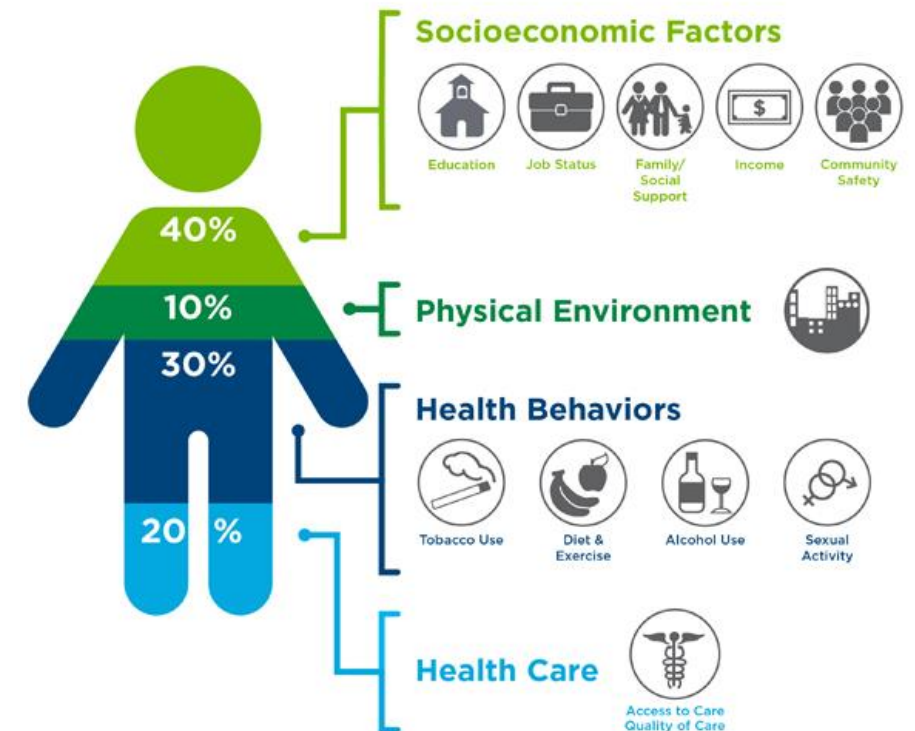 Socioeconomic Factors
$
Education
Job Status
Family/
Social
Support
Income
Community
Safety
40%
10%
Physical Environment
30%
Health Behaviors
Tobacco Use
Diet &
Exercise
Alcohol Use
Sexual
Activity
20 %
Health Care
Access to Care
Quality of Care